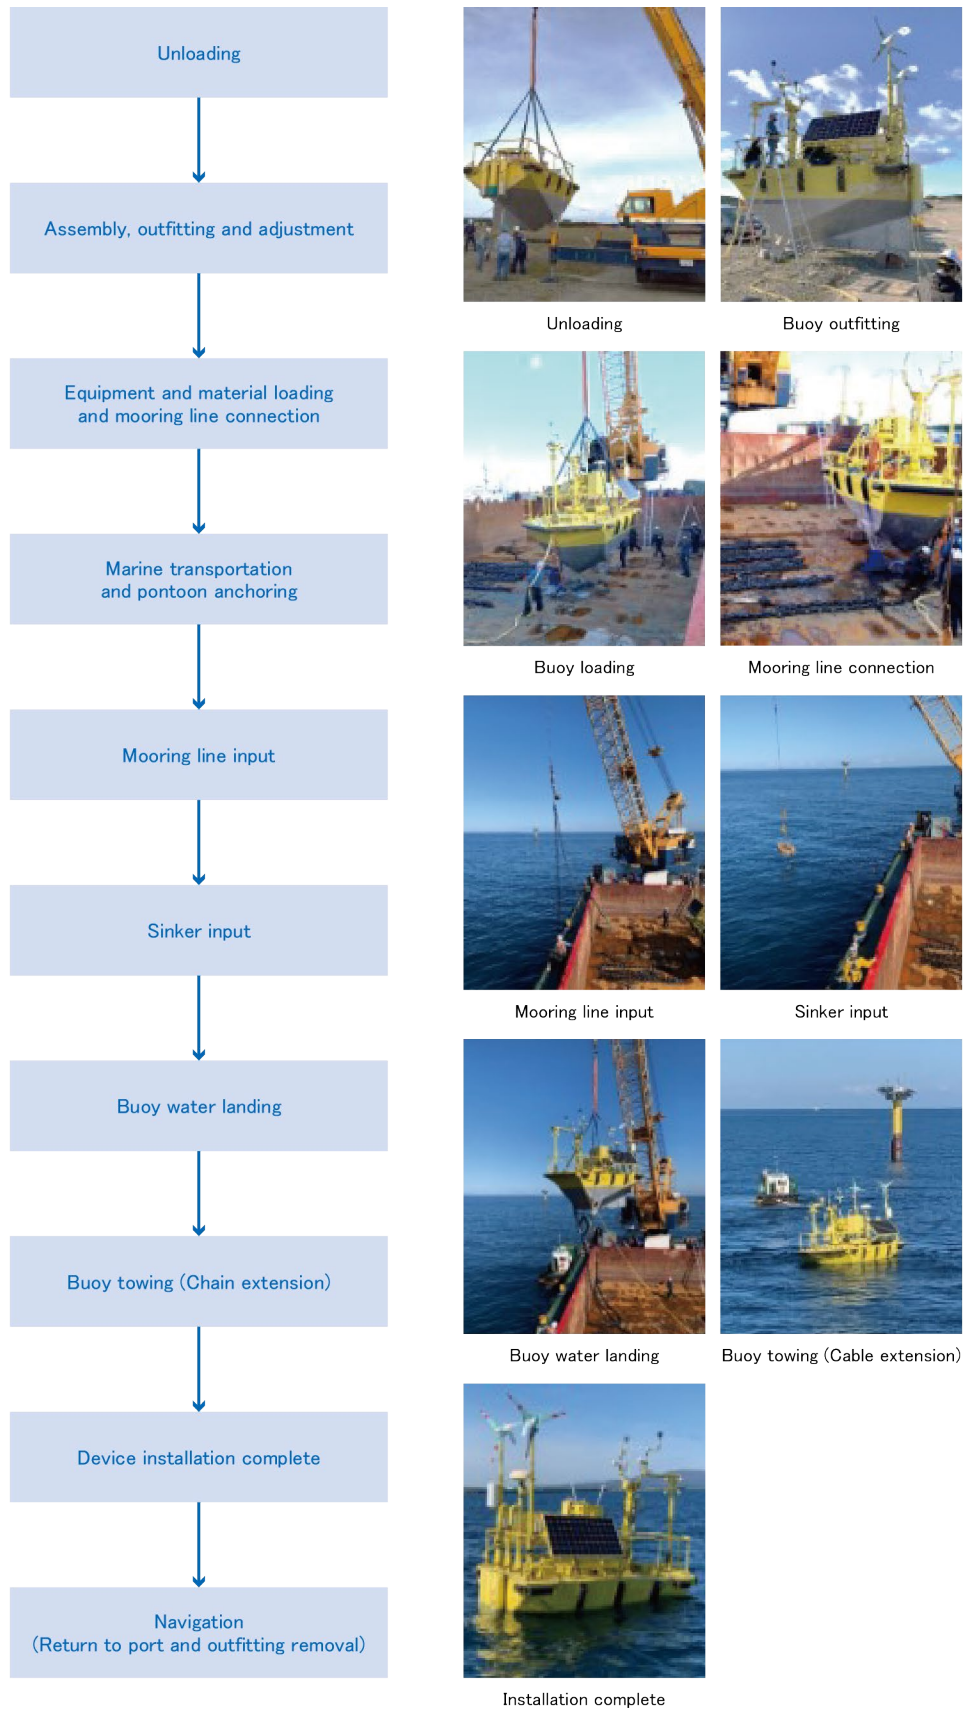 Unloading
Assembly, outfitting and adjustment
Equipment and material loading
and mooring line connection
Marine transportation
and pontoon anchoring
Mooring line input
Sinker input
Buoy water landing
Buoy towing (Chain extension)
Device installation complete
Navigation
(Return to port and outfitting removal)
Unloading
Buoy outfitting
Buoy loading
Mooring line connection
Mooring line input
Sinker input
Buoy water landing
Buoy towing (Cable extension)
Installation complete